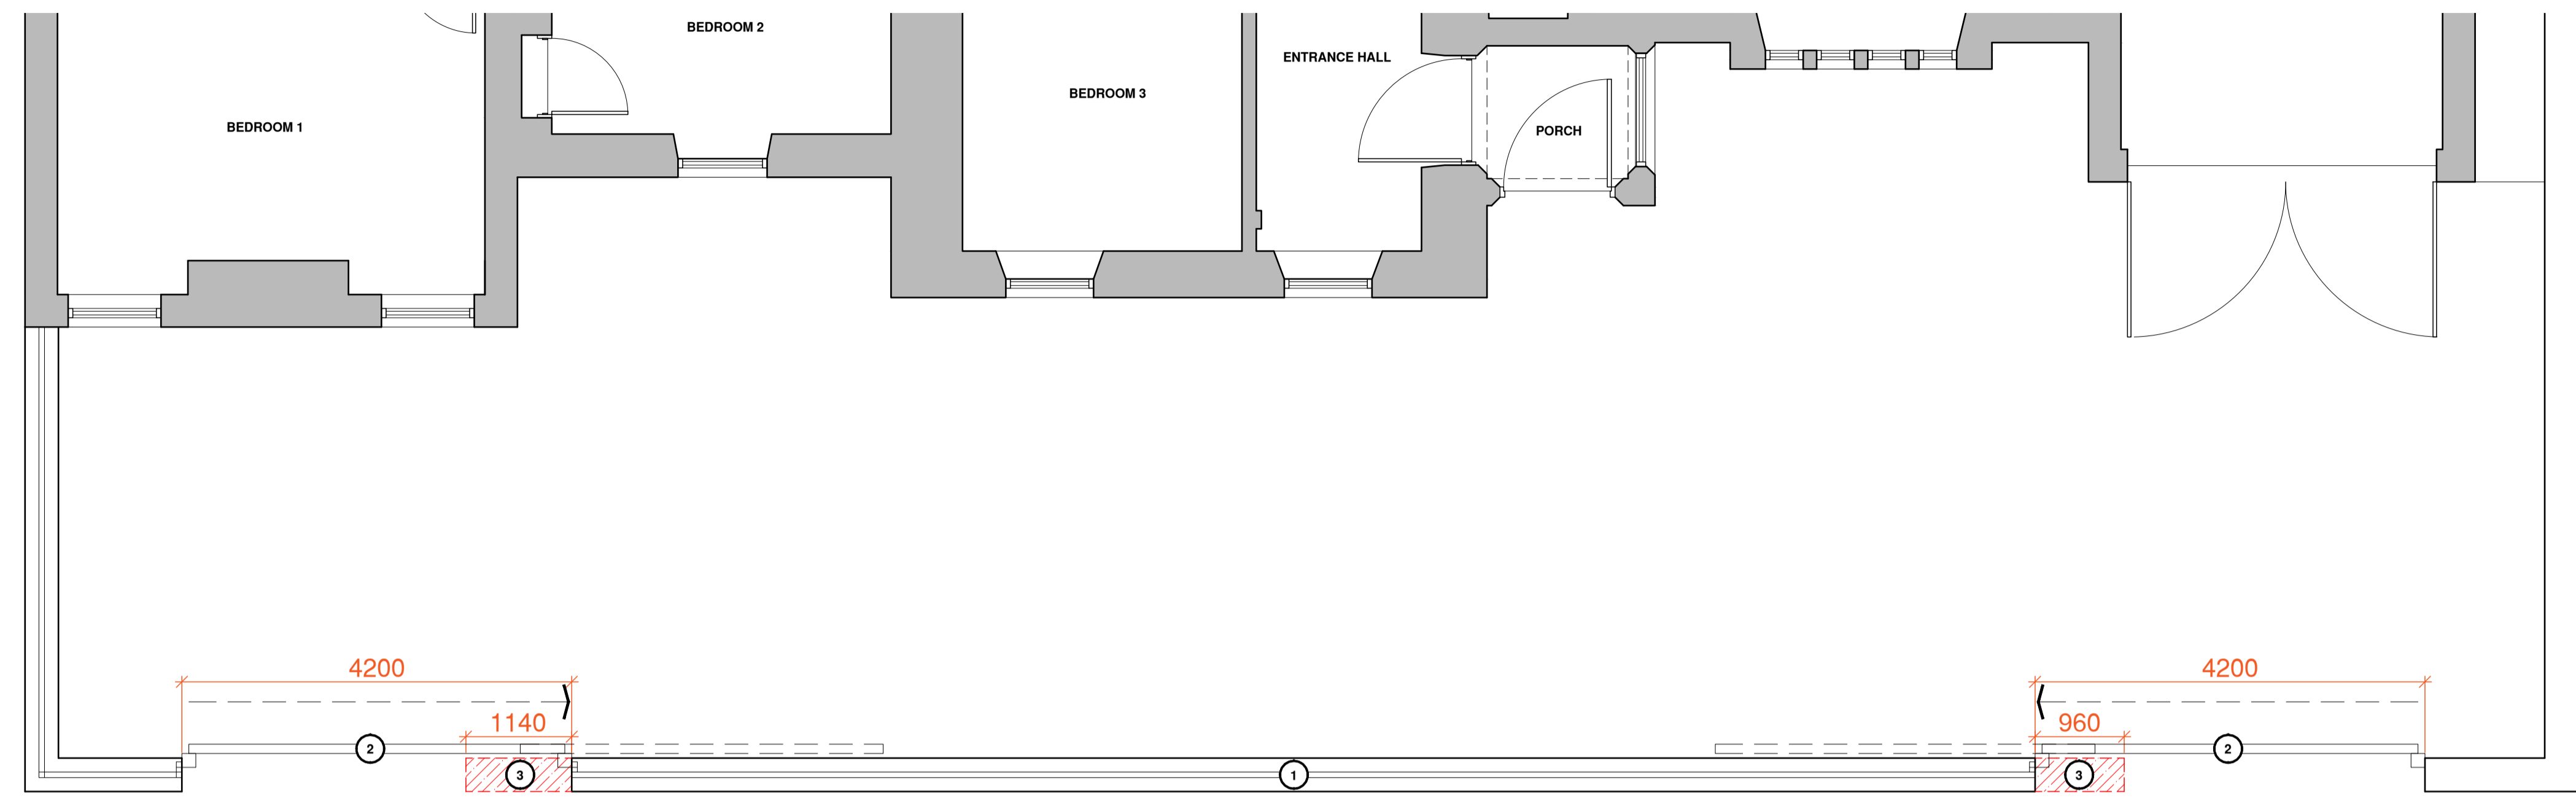 BEDROOM 2
ENTRANCE HALL
BEDROOM 3
BEDROOM 1
PORCH
4200
4200
1140
960
2
2
3
1
3